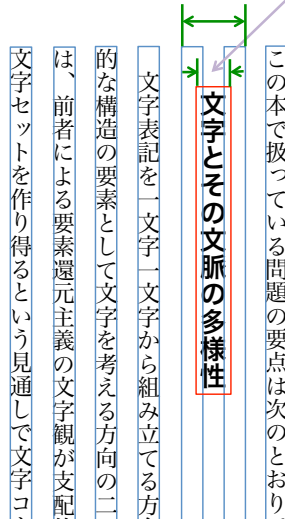 この本で扱っている問題の要点は次のとおり
文字とその文脈の多様性
文字表記を一文字一文字から組み立てる方
的な構造の要素として文字を考える方向の二
は、前者による要素還元主義の文字観が支配
文字セットを作り得るという見通しで文字コ